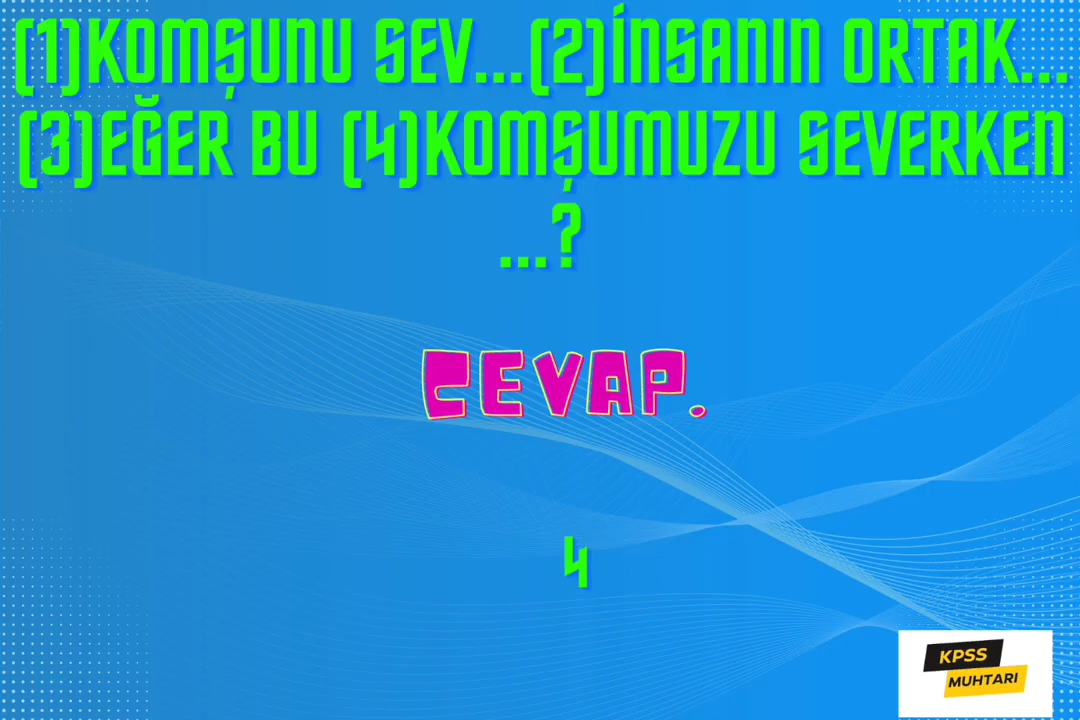 (1)KOMŞUNU SEV...(2)İNSANIN ORTAK...
(3)EĞER BU (4)KOMŞUMUZU SEVERKEN
...?
CEVAP.
4
KPSS
MUHTARI